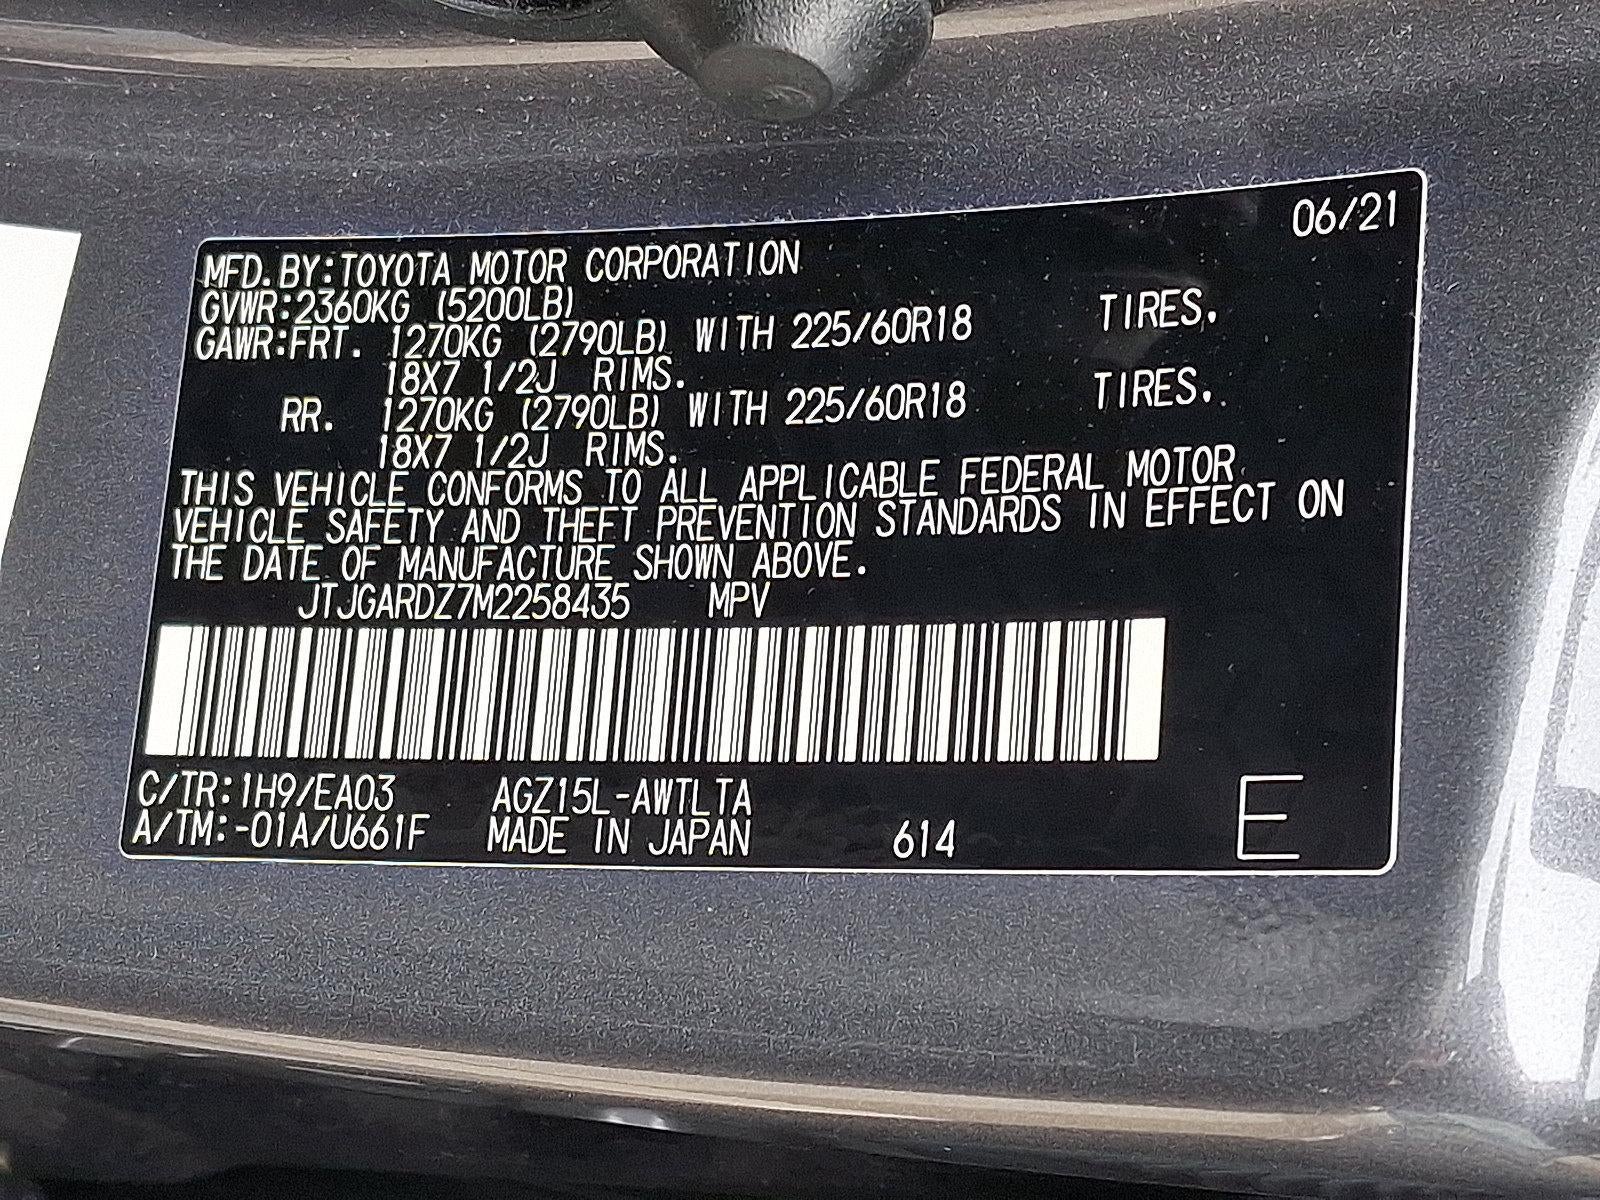 06/21
MFD.BY:TOYOTA MOTOR CORPORATION
GVWR:2360KG (5200LB)
GAWR:FRT. 1270KG (2790LB) WITH 225/60R18 TIRES.
18X7 1/2J RIMS.
RR. 1270KG (2790LB) WITH 225/60R18 TIRES.
18X7 1/2J RIMS.
THIS VEHICLE CONFORMS TO ALL APPLICABLE FEDERAL MOTOR
VEHICLE SAFETY AND THEFT PREVENTION STANDARDS IN EFFECT ON
THE DATE OF MANUFACTURE SHOWN ABOVE.
JTJGARDZ7M2258435 MPV
C/TR:1H9/EA03 AGZ15L-AWTLTA
A/TM:-01A/U661F MADE IN JAPAN 614 E